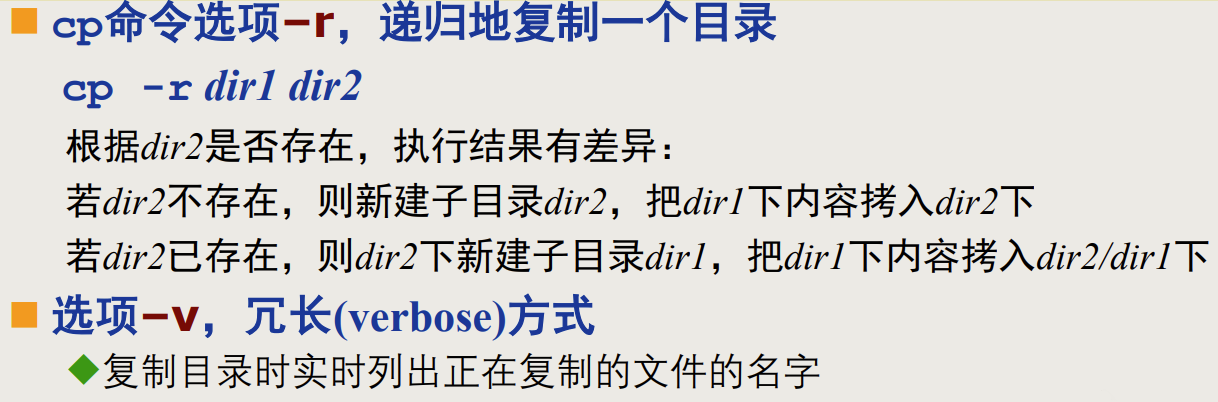 cp命令选项–r，递归地复制一个目录
cp -r dir1 dir2
根据dir2是否存在，执行结果有差异：
若dir2不存在，则新建子目录dir2，把dir1下内容拷入dir2下
若dir2已存在，则dir2下新建子目录dir1，把dir1下内容拷入dir2/dir1下
选项–v，冗长(verbose)方式
复制目录时实时列出正在复制的文件的名字